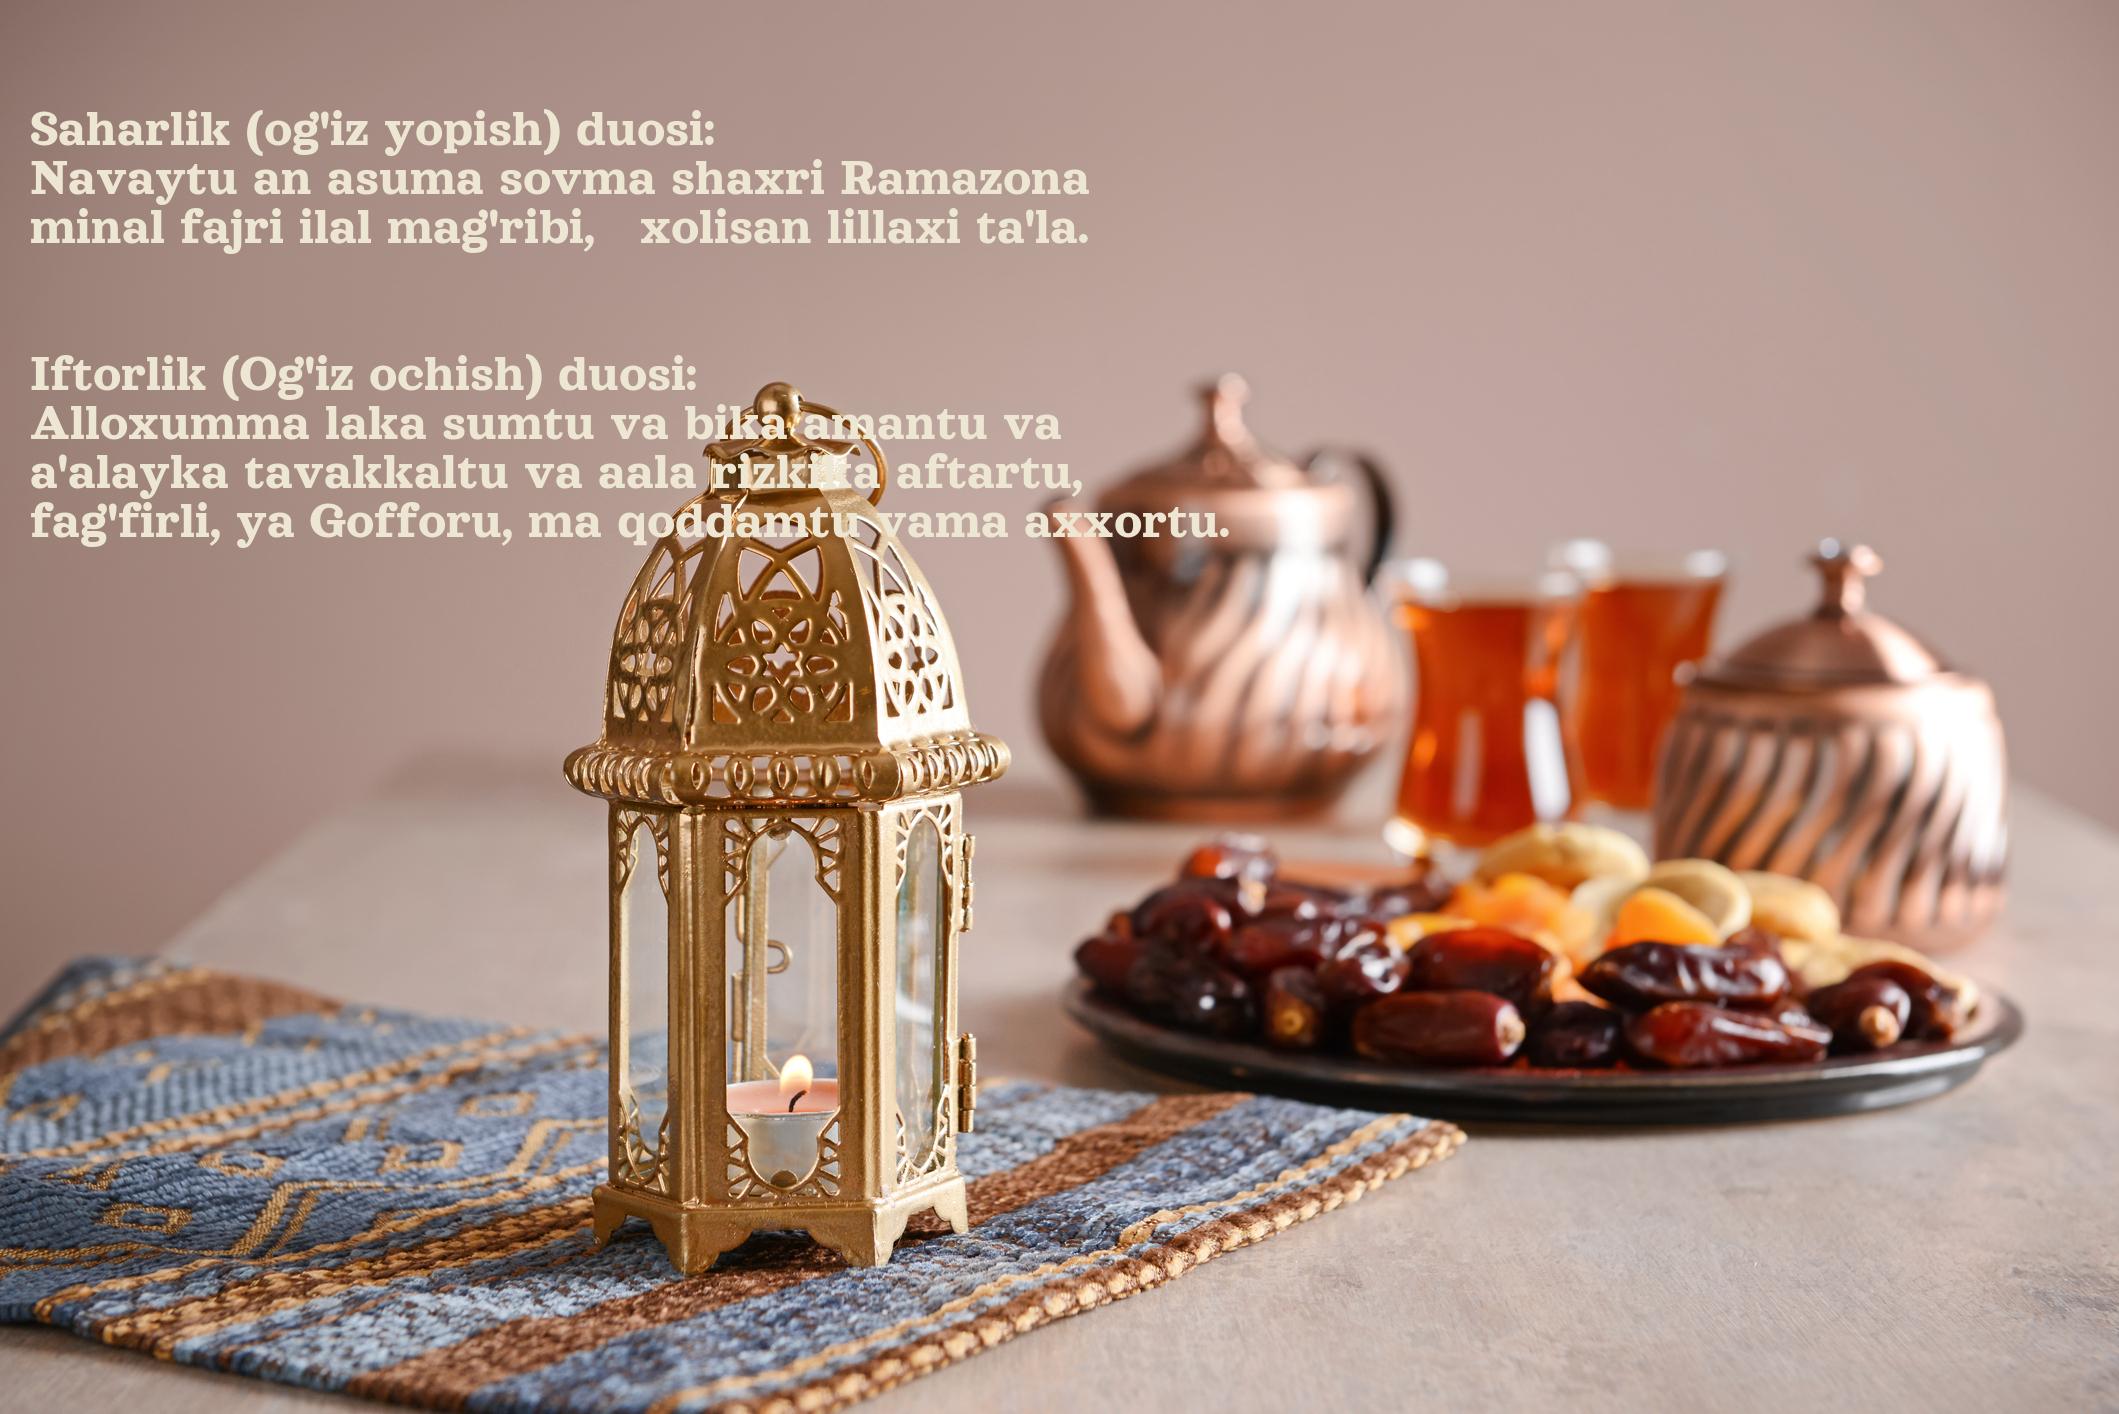 Saharlik (og'iz yopish) duosi:
Navaytu an asuma sovma shaxri Ramazona
minal fajri ilal mag'ribi, xolisan lillaxi ta'la.
Iftorlik (Og'iz ochish) duosi:
Alloxumma laka sumtu va bika amantu va
a'alayka tavakkaltu va aala rizkika aftartu,
fag'firli, ya Gofforu, ma qoddamtu vama axxortu.